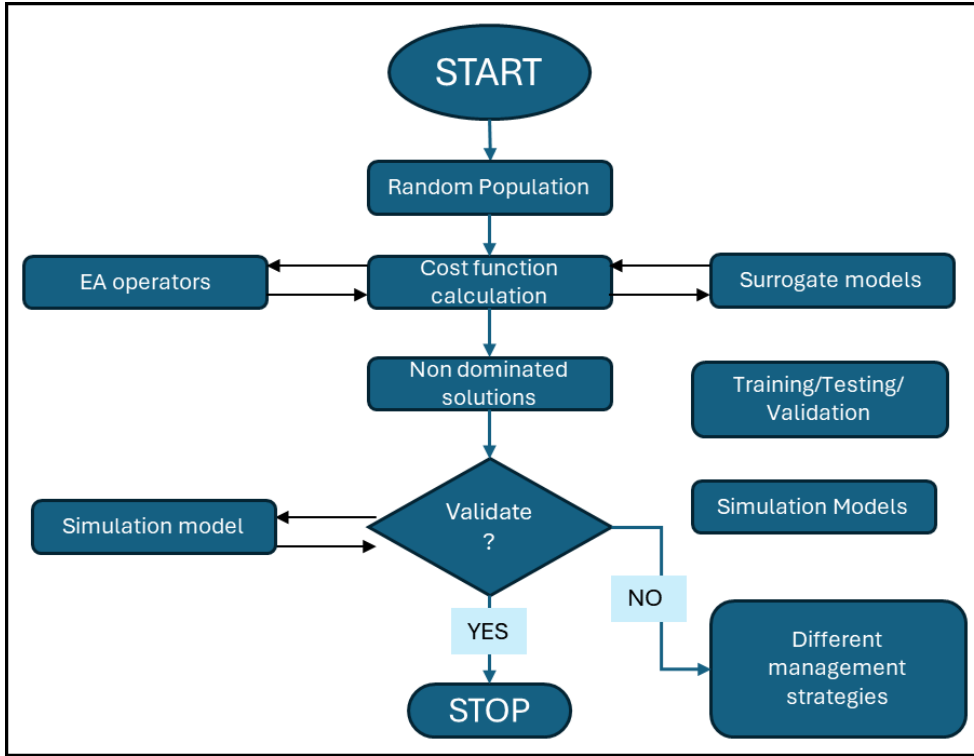 START
Random Population
EA operators
Cost function
calculation
Surrogate models
Non dominated
solutions
Training/Testing/
Validation
Simulation model
Validate
?
Simulation Models
NO
YES
Different
management
strategies
STOP